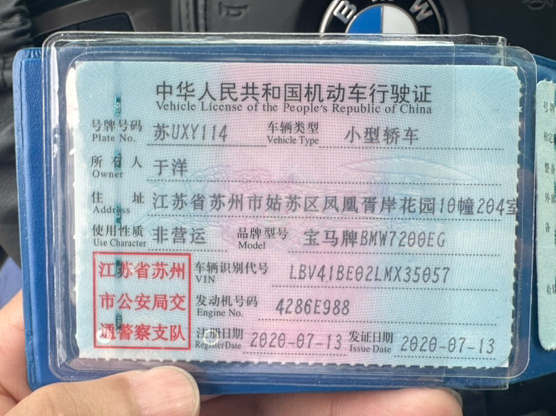 BMW
中华人民共和国机动车行驶证
Vehicle License of the People's Republic of China
号牌号码 苏UXY114 车辆类型 小型轿车
Plate No. Vehicle Type
所有人 于洋
Owner
住址 江苏省苏州市姑苏区凤凰胥岸花园10幢204室
Address
使用性质 非营运 品牌型号 宝马牌BMW7200EG
Use Character Model
江苏省苏州 车辆识别代号 LBV41BE02LMX35057
VIN
市公安局交 发动机号码 4286E988
Engine No.
通警察支队 注册日期 2020-07-13 发证日期 2020-07-13
Register Date Issue Date